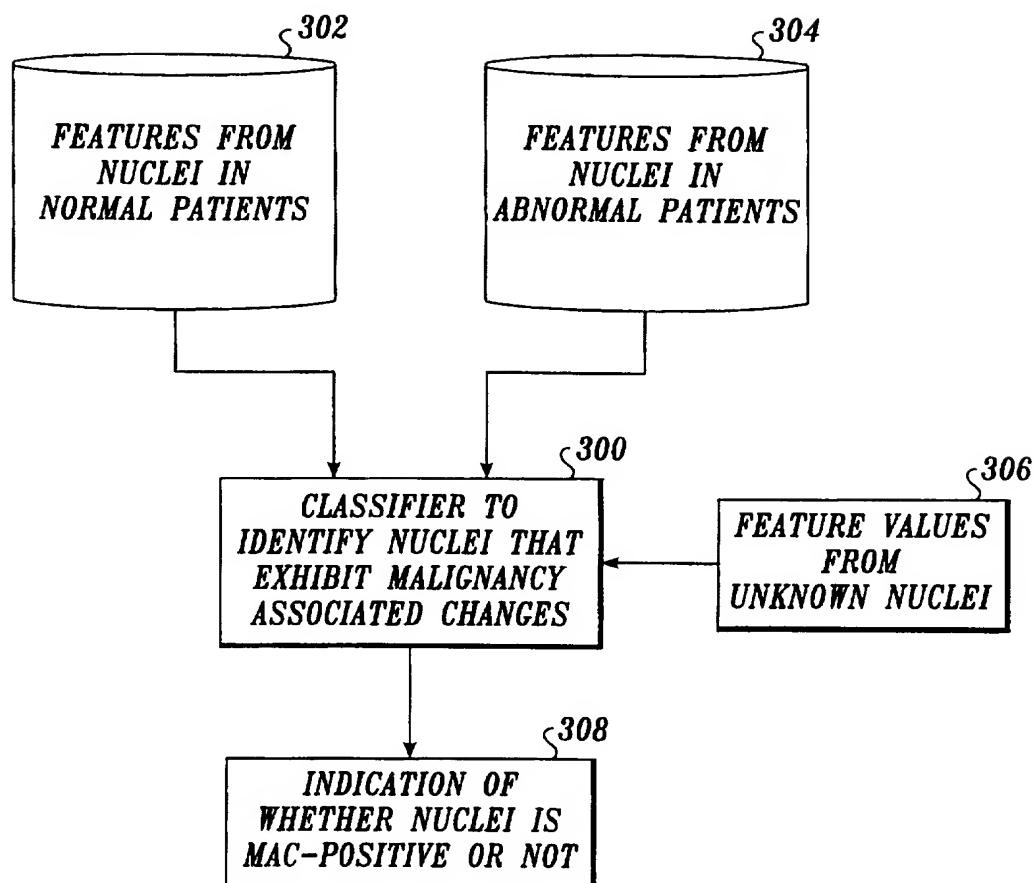 302
FEATURES FROM
NUCLEI IN
NORMAL PATIENTS
304
FEATURES FROM
NUCLEI IN
ABNORMAL PATIENTS
300
CLASSIFIER TO
IDENTIFY NUCLEI THAT
EXHIBIT MALIGNANCY
ASSOCIATED CHANGES
306
FEATURE VALUES
FROM
UNKNOWN NUCLEI
308
INDICATION OF
WHETHER NUCLEI IS
MAC-POSITIVE OR NOT